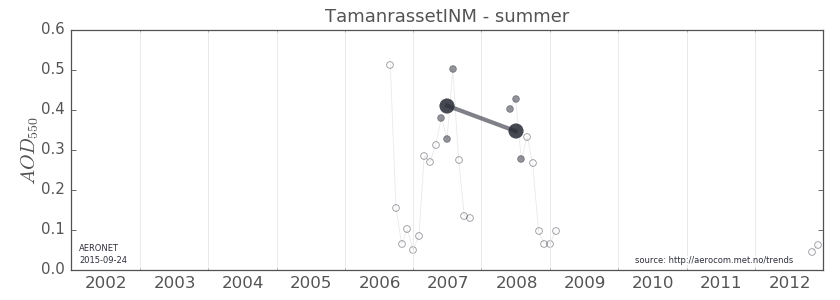 TamanrassetINM - summer
0.6
0.5
0.4
0.3
0.2
0.1
0.0
AOD550
AERONET
2015-09-24
source: http://aerocom.met.no/trends
2002 2003 2004 2005 2006 2007 2008 2009 2010 2011 2012